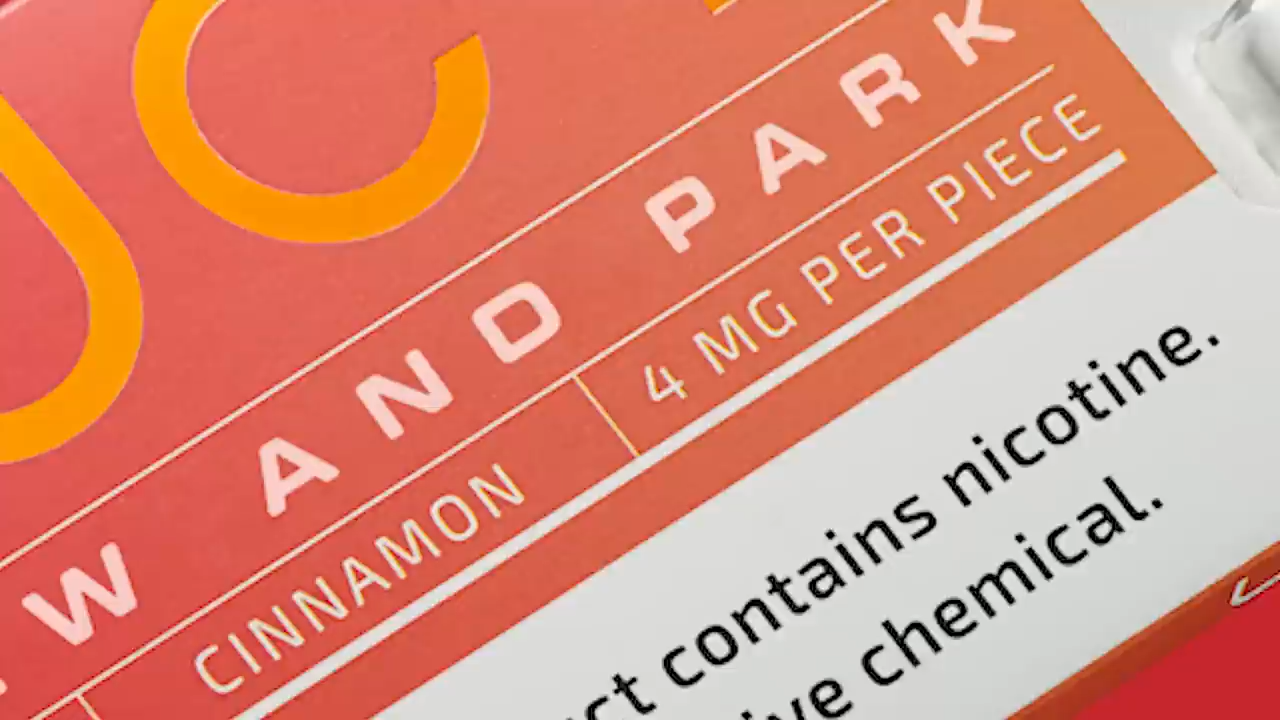 W AND PARK
CINNAMON
4 MG PER PIECE
contains nicotine.
chemical.